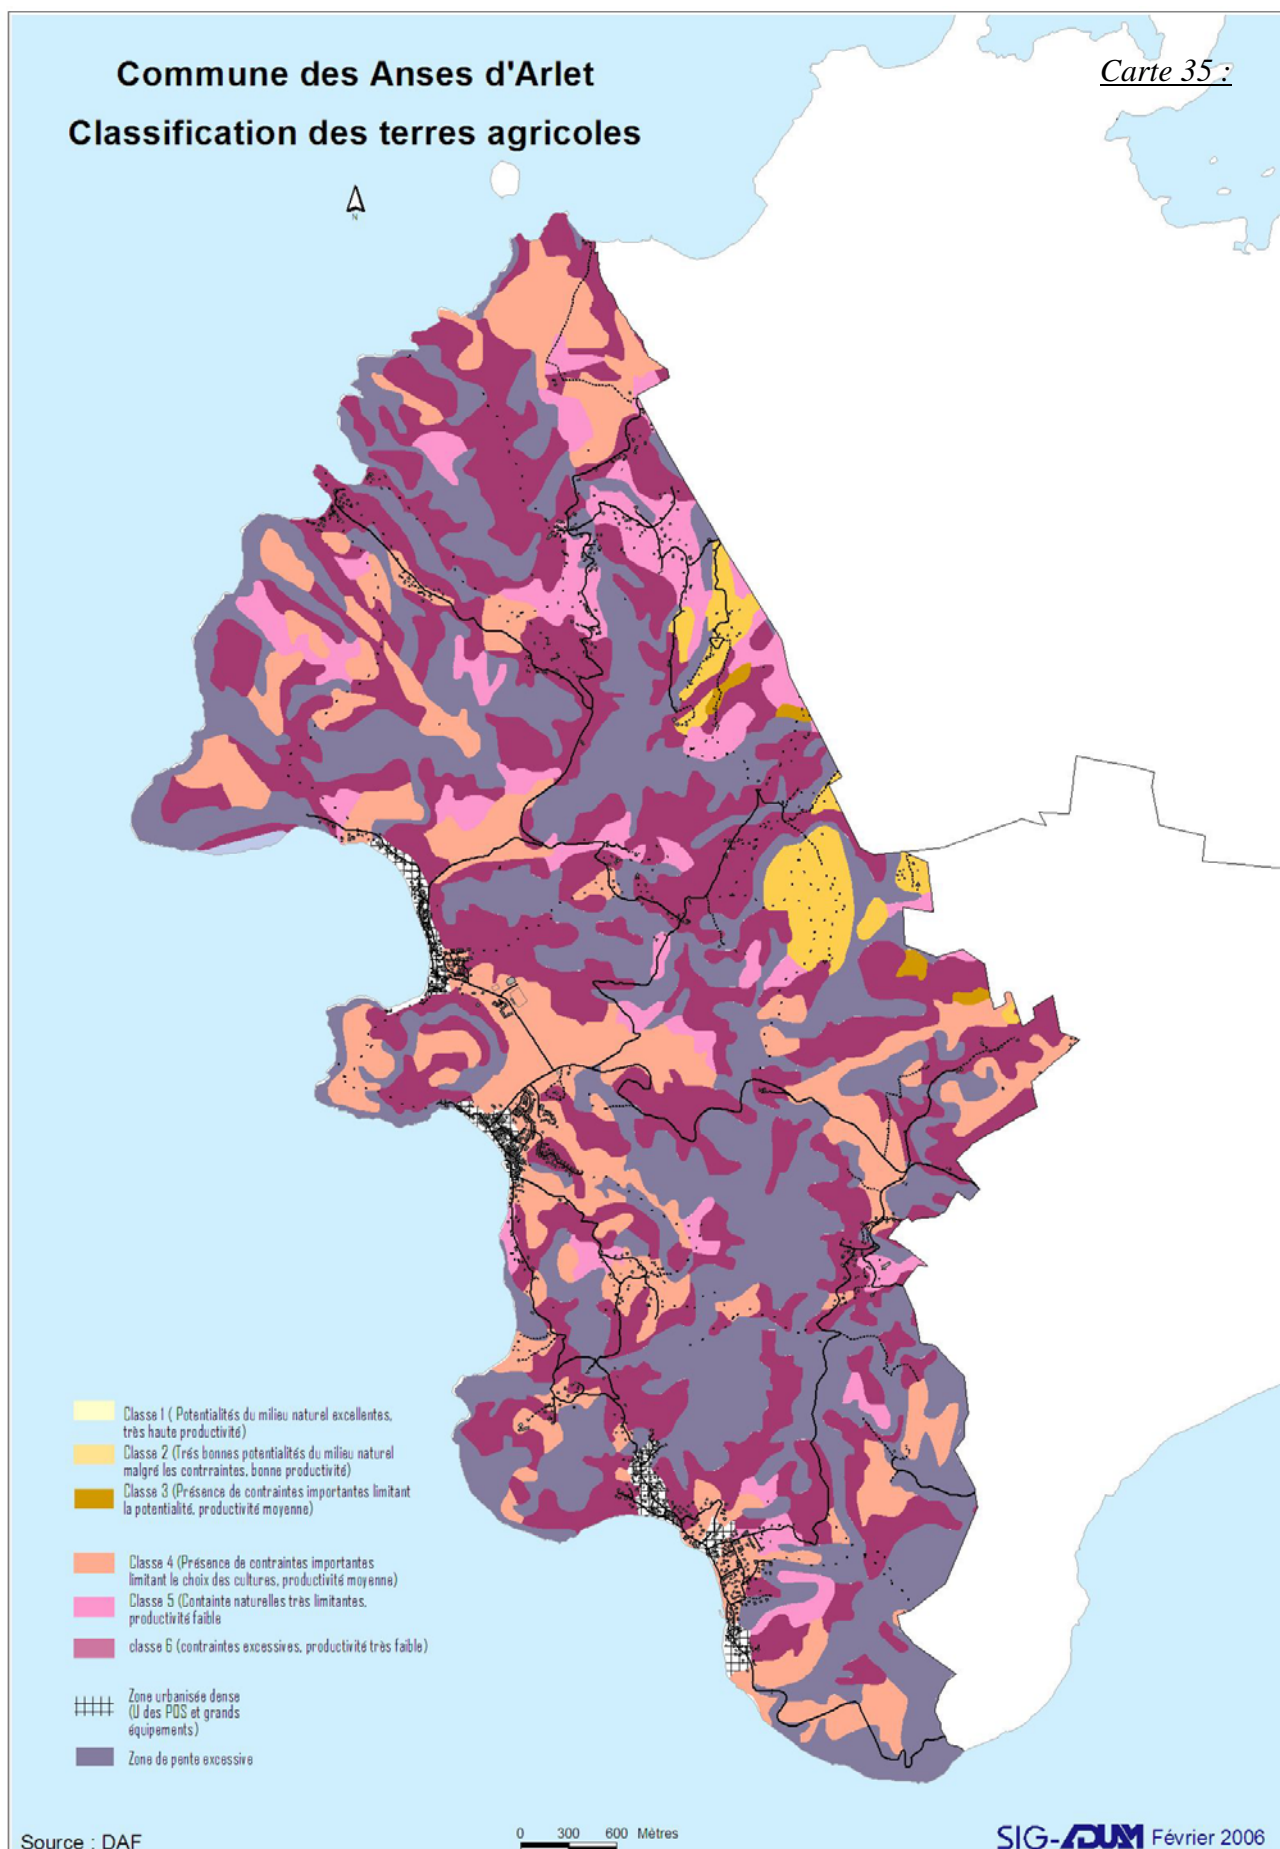 Commune des Anses d'Arlet
Carte 35 :
Classification des terres agricoles
N
Classe 1 ( Potentialités du milieu naturel excellentes,
très haute productivité)
Classe 2 (Trés bonnes potentialités du milieu naturel
malgré les contrraintes, bonne productivité)
Classe 3 (Présence de contraintes importantes limitant
la potentialité, productivité moyenne)
Classe 4 (Présence de contraintes importantes
limitant le choix des cultures, productivité moyenne)
Classe 5 (Containte naturelles très limitantes,
productivité faible
classe 6 (contraintes excessives, productivité très faible)
Zone urbanisée dense
(U des POS et grands
équipements)
Zone de pente excessive
Source : DAF
0 300 600 Mètres
SIG-ADUAM Février 2006